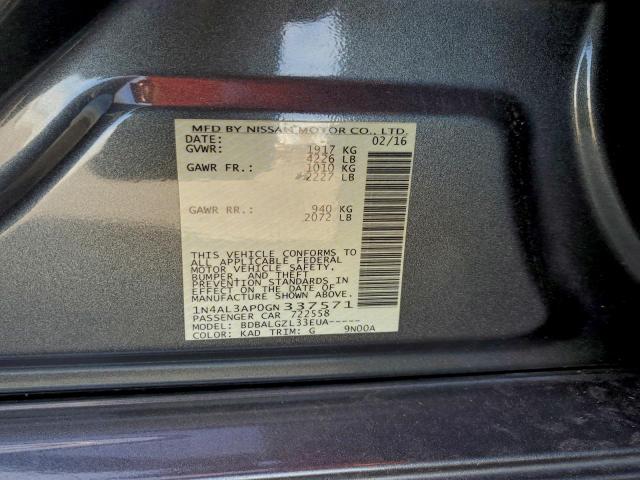 MFD BY NISSAN MOTOR CO., LTD.
DATE: 02/16
GVWR: 1917 KG
4226 LB
GAWR FR.: 1010 KG
2227 LB
GAWR RR.: 940 KG
2072 LB
THIS VEHICLE CONFORMS TO
ALL APPLICABLE FEDERAL
MOTOR VEHICLE SAFETY,
BUMPER, AND THEFT
PREVENTION STANDARDS IN
EFFECT ON THE DATE OF
MANUFACTURE SHOWN ABOVE.
1N4AL3AP0GN337571
PASSENGER CAR 722558
MODEL: BDBALGZL33EUA-----
COLOR: KAD TRIM: G 9N00A